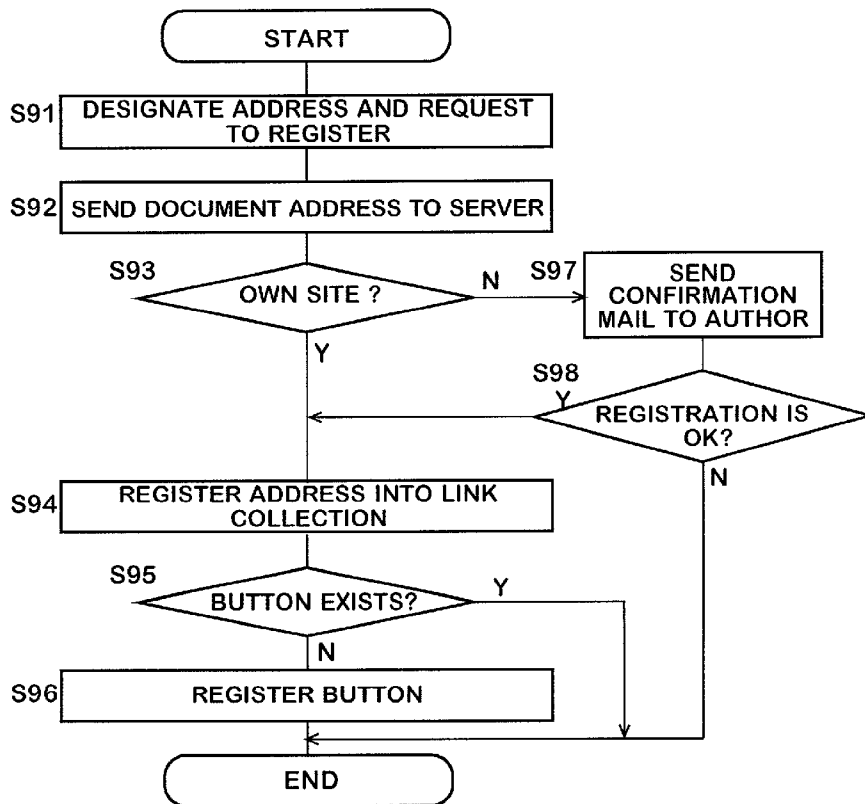 START
S91
DESIGNATE ADDRESS AND REQUEST
TO REGISTER
S92
SEND DOCUMENT ADDRESS TO SERVER
S93
OWN SITE ?
N
Y
S97
SEND
CONFIRMATION
MAIL TO AUTHOR
S98
Y
REGISTRATION IS
OK?
N
S94
REGISTER ADDRESS INTO LINK
COLLECTION
S95
BUTTON EXISTS?
Y
N
S96
REGISTER BUTTON
END